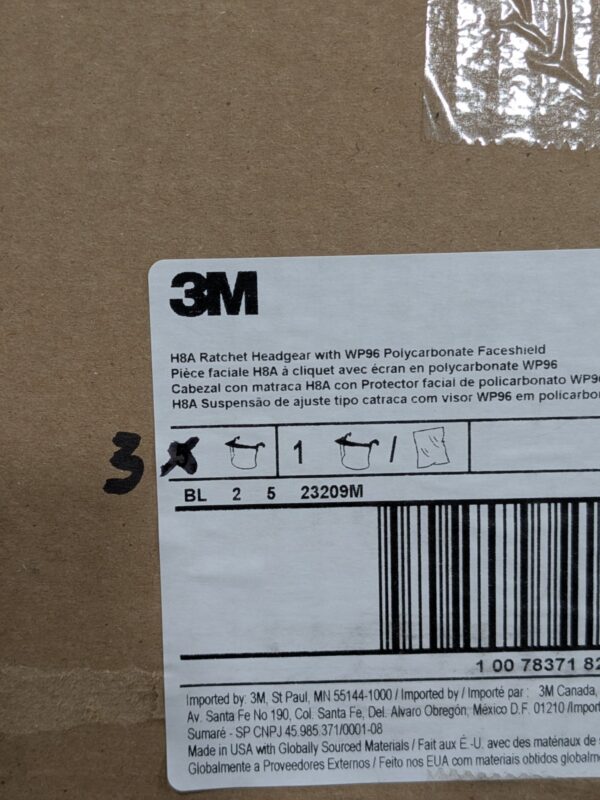 3M
H8A Ratchet Headgear with WP96 Polycarbonate Faceshield
Pièce faciale H8A à cliquet avec écran en polycarbonate WP96
Cabezal con matraca H8A con Protector facial de policarbonato WP96
H8A Suspensão de ajuste tipo catraca com visor WP96 em policarbo
3 1 /
BL 2 5 23209M
1 00 78371 82
Imported by: 3M, St Paul, MN 55144-1000 / Imported by / Importé par : 3M Canada,
Av. Santa Fe No 190, Col. Santa Fe, Del. Alvaro Obregón, México D.F. 01210 /Import
Sumaré - SP CNPJ 45.985.371/0001-08
Made in USA with Globally Sourced Materials / Fait aux É.-U. avec des matériaux de
Globalmente a Proveedores Externos / Feito nos EUA com materiais obtidos globalm